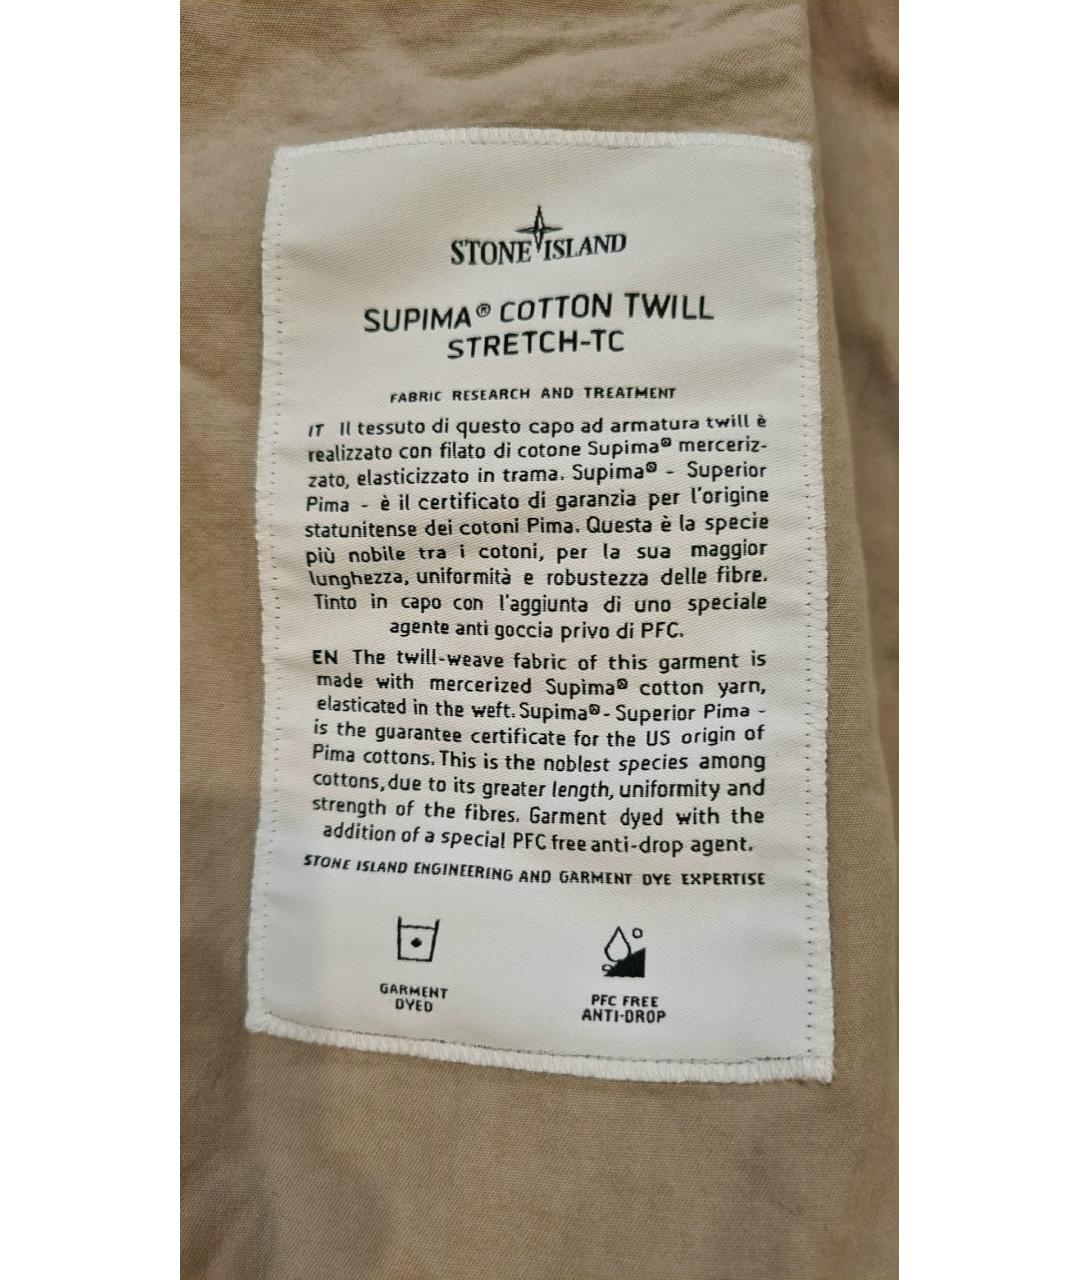 STONE ISLAND
SUPIMA® COTTON TWILL
STRETCH-TC
FABRIC RESEARCH AND TREATMENT
IT Il tessuto di questo capo ad armatura twill è
realizzato con filato di cotone Supima® merceriz-
zato, elasticizzato in trama. Supima® - Superior
Pima - è il certificato di garanzia per l'origine
statunitense dei cotoni Pima. Questa è la specie
più nobile tra i cotoni, per la sua maggior
lunghezza, uniformità e robustezza delle fibre.
Tinto in capo con l'aggiunta di uno speciale
agente anti goccia privo di PFC.
EN The twill-weave fabric of this garment is
made with mercerized Supima® cotton yarn,
elasticated in the weft. Supima® - Superior Pima -
is the guarantee certificate for the US origin of
Pima cottons. This is the noblest species among
cottons, due to its greater length, uniformity and
strength of the fibres. Garment dyed with the
addition of a special PFC free anti-drop agent.
STONE ISLAND ENGINEERING AND GARMENT DYE EXPERTISE
GARMENT
DYED
PFC FREE
ANTI-DROP